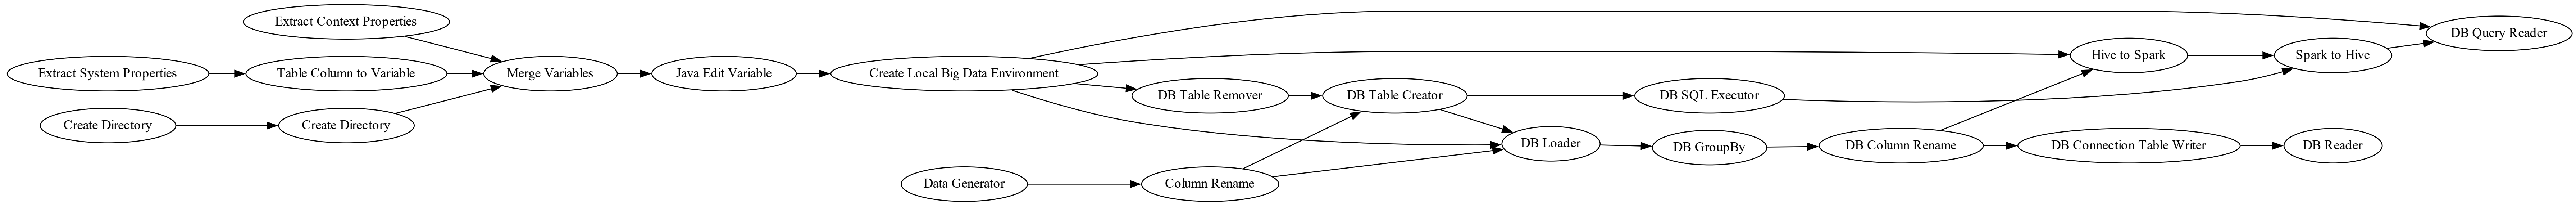 Extract Context Properties
Extract System Properties
Table Column to Variable
Create Directory
Create Directory
Merge Variables
Java Edit Variable
Create Local Big Data Environment
Data Generator
DB Table Remover
Column Rename
DB Table Creator
DB Loader
DB SQL Executor
DB GroupBy
DB Column Rename
Hive to Spark
DB Connection Table Writer
Spark to Hive
DB Reader
DB Query Reader